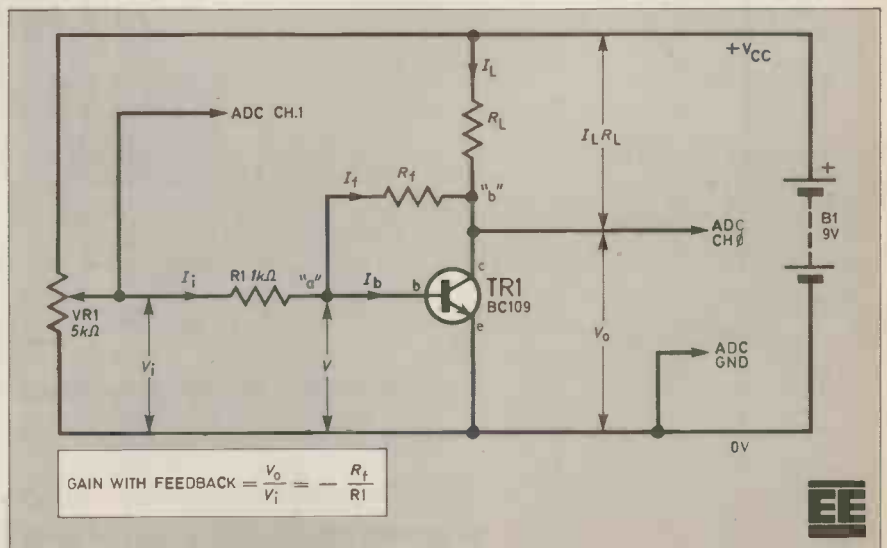 +VCC
IL
ADC CH.1
RL
ILRL
If
Rf
"b"
+
B1
9V
ADC
CHØ
Ii
R1 1kΩ
"a"
Ib
b
c
TR1
BC109
e
VR1
5kΩ
Vi
V
Vo
ADC
GND
0V
GAIN WITH FEEDBACK = Vo/Vi = − Rf/R1
EE